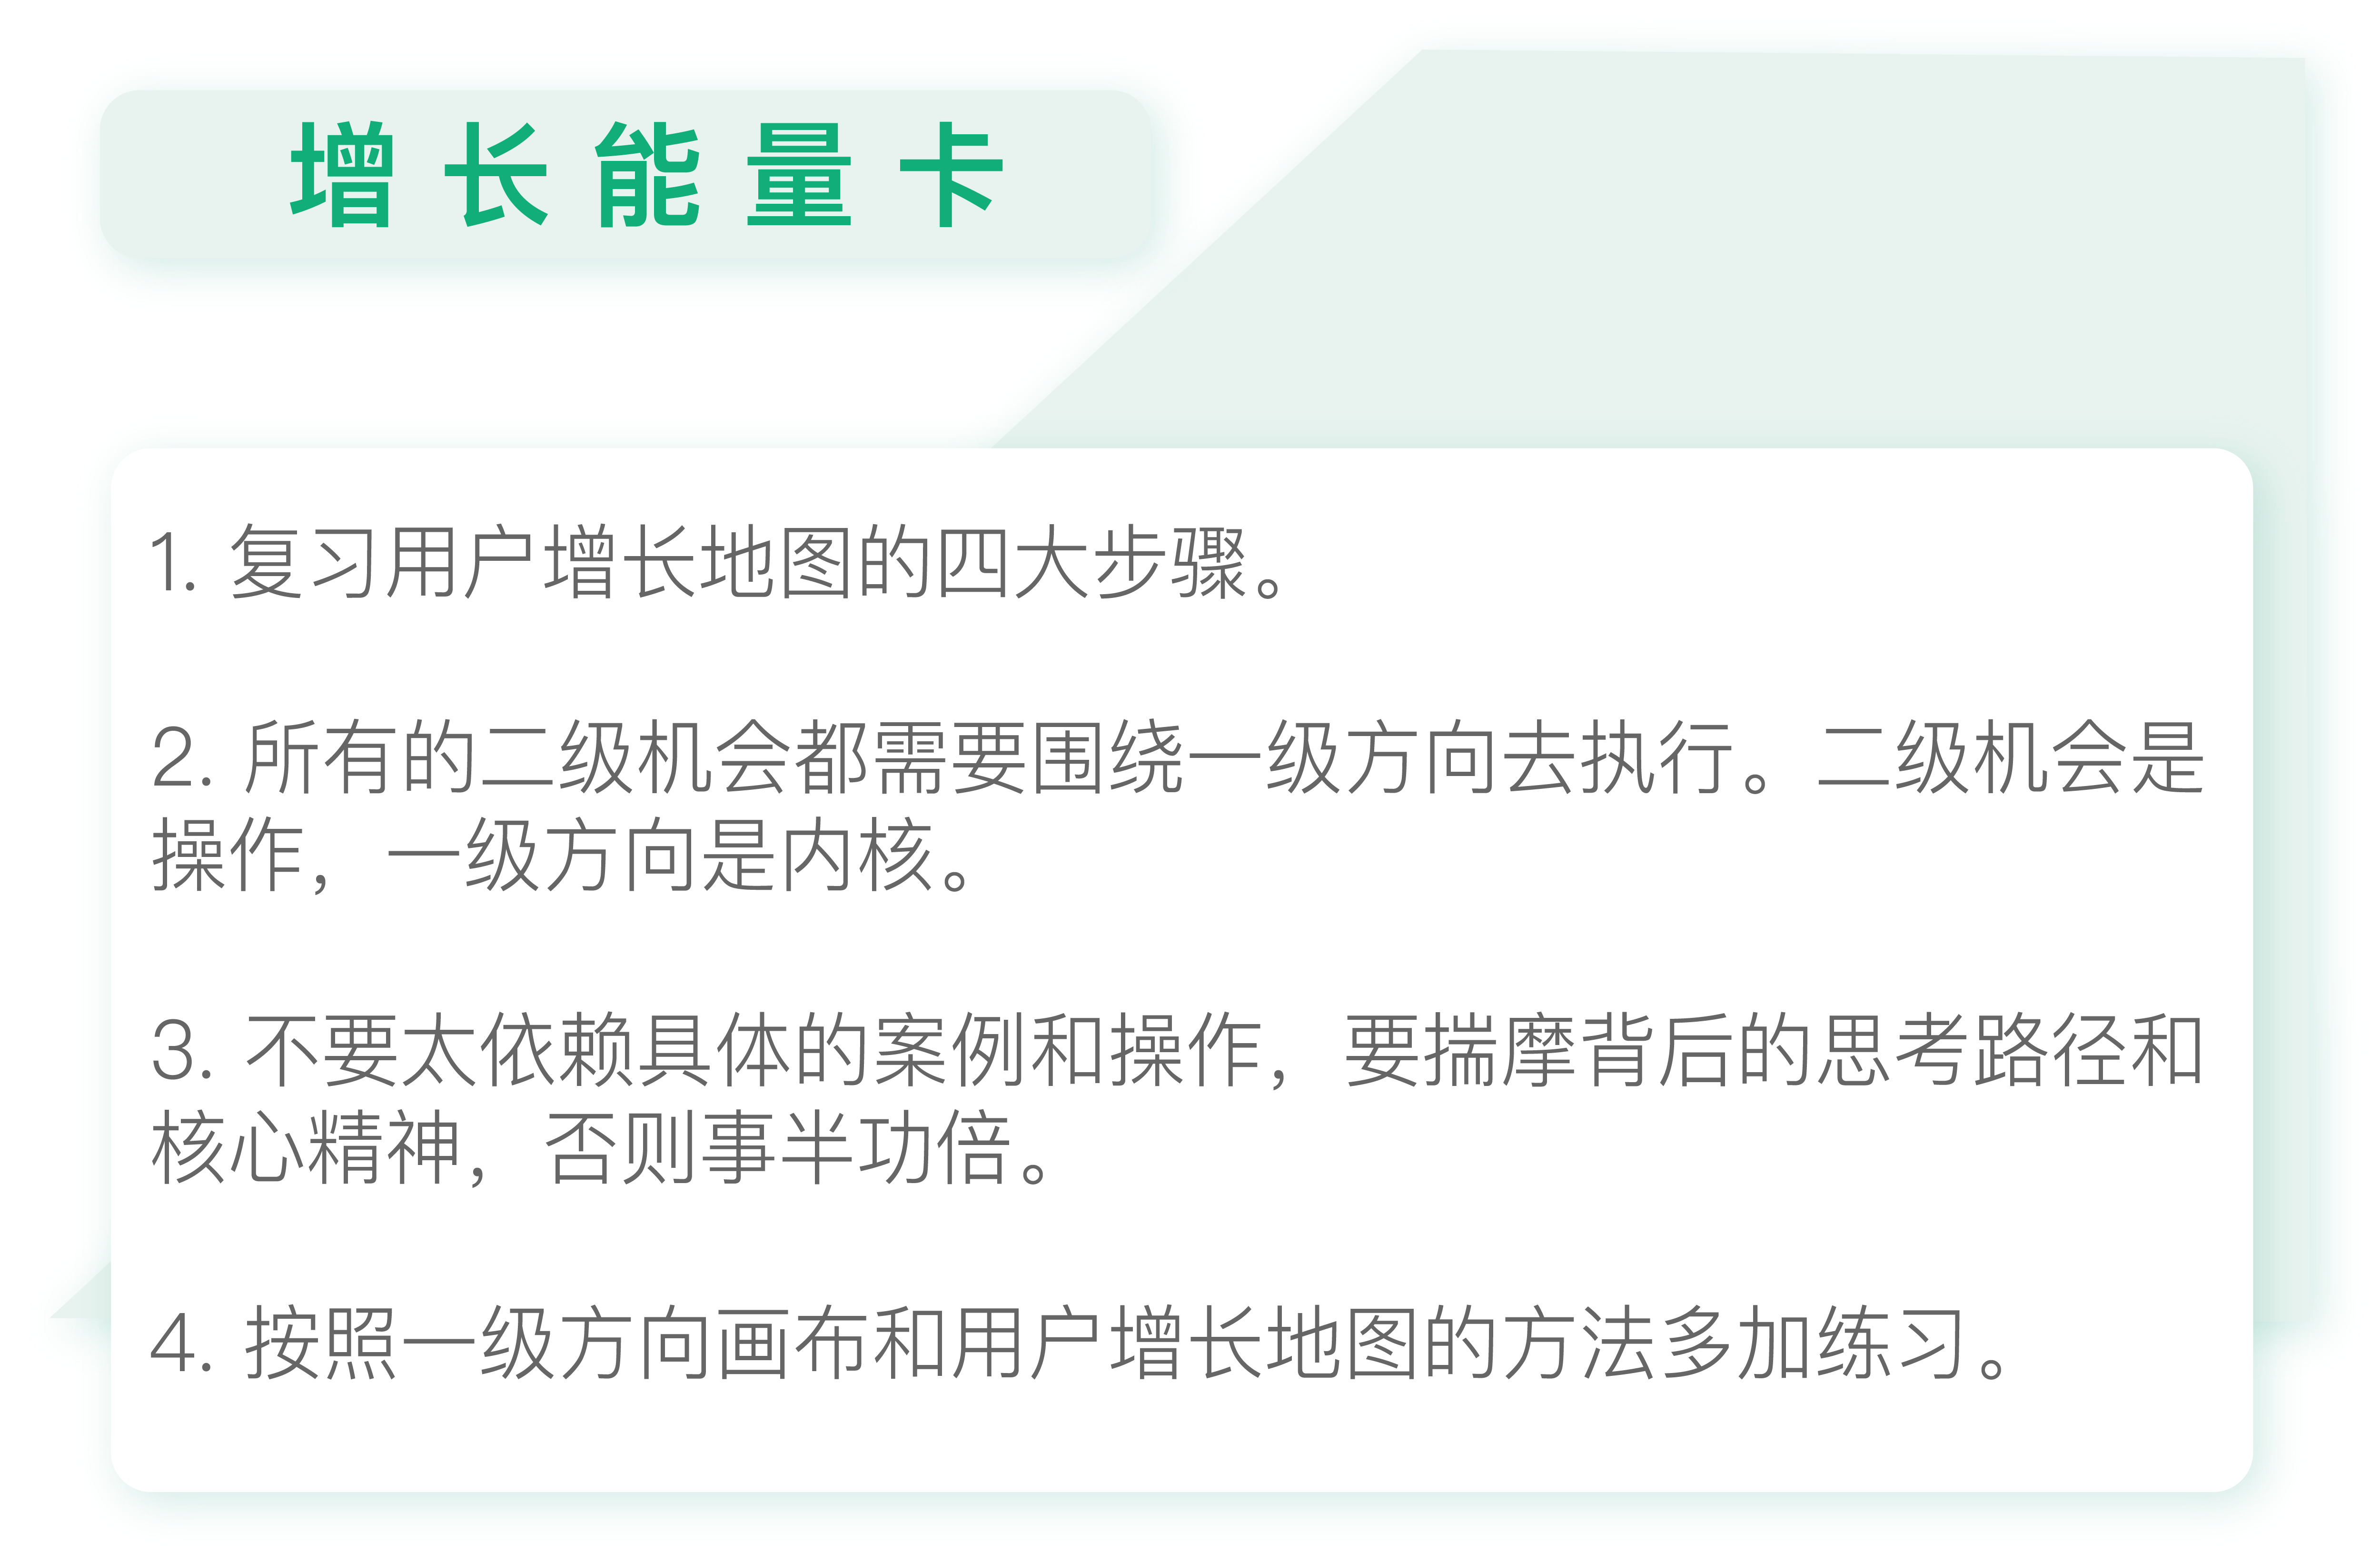 增长能量卡
1. 复习用户增长地图的四大步骤。
2. 所有的二级机会都需要围绕一级方向去执行。二级机会是
操作，一级方向是内核。
3. 不要太依赖具体的案例和操作，要揣摩背后的思考路径和
核心精神，否则事半功倍。
4. 按照一级方向画布和用户增长地图的方法多加练习。